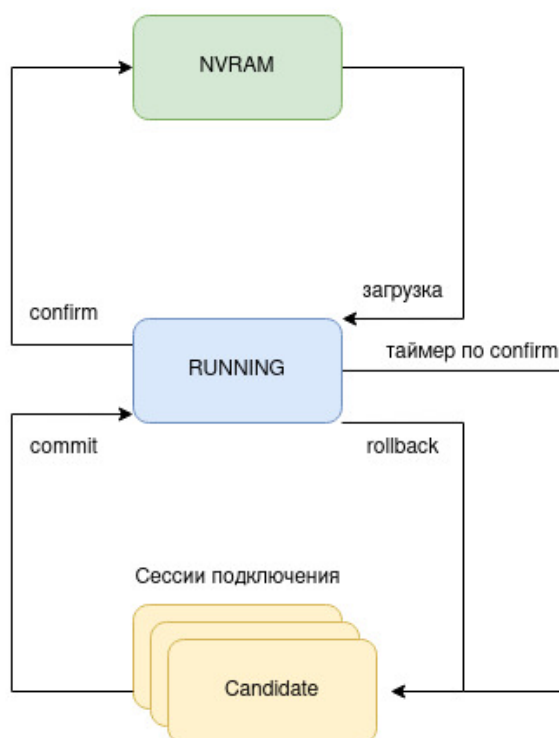 NVRAM
загрузка
confirm
таймер по confirm
RUNNING
commit
rollback
Сессии подключения
Candidate